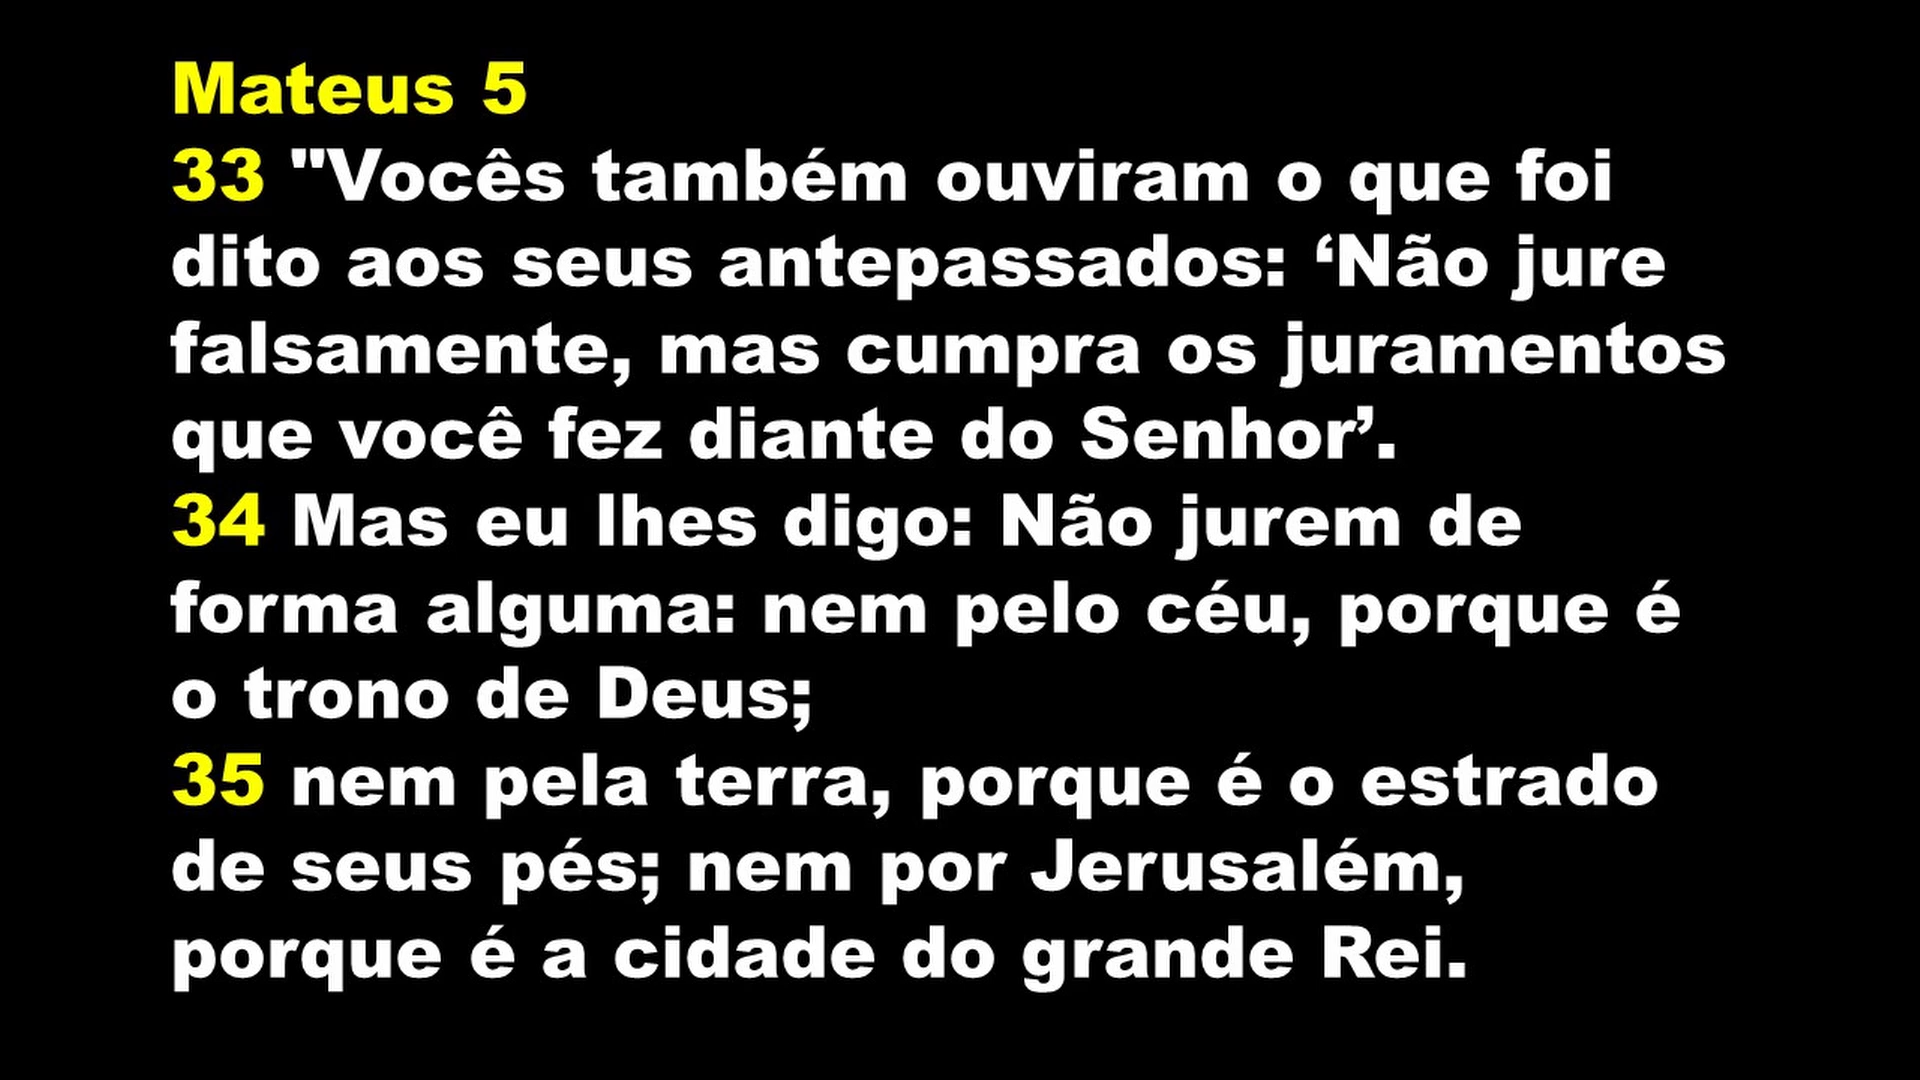 Mateus 5
33 "Vocês também ouviram o que foi
dito aos seus antepassados: ‘Não jure
falsamente, mas cumpra os juramentos
que você fez diante do Senhor’.
34 Mas eu lhes digo: Não jurem de
forma alguma: nem pelo céu, porque é
o trono de Deus;
35 nem pela terra, porque é o estrado
de seus pés; nem por Jerusalém,
porque é a cidade do grande Rei.